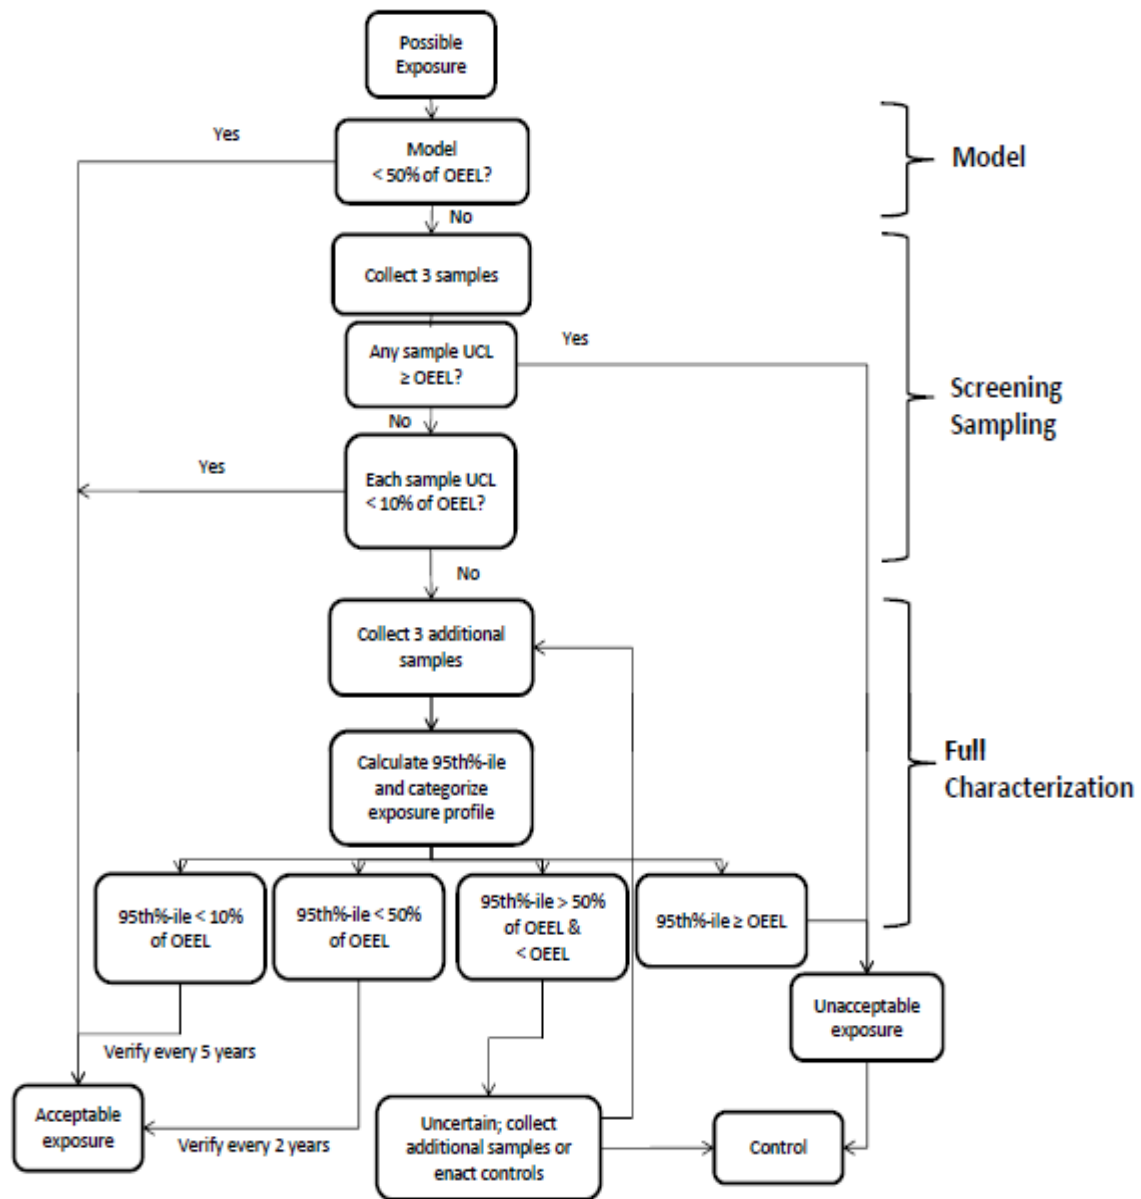 Possible
Exposure
Yes
Model
< 50% of OEEL?
Model
No
Collect 3 samples
Any sample UCL
≥ OEEL?
Yes
Screening
Sampling
No
Yes
Each sample UCL
< 10% of OEEL?
No
Collect 3 additional
samples
Calculate 95th%-ile
and categorize
exposure profile
Full
Characterization
95th%-ile < 10%
of OEEL
95th%-ile < 50%
of OEEL
95th%-ile > 50%
of OEEL &
< OEEL
95th%-ile ≥ OEEL
Unacceptable
exposure
Verify every 5 years
Acceptable
exposure
Verify every 2 years
Uncertain; collect
additional samples or
enact controls
Control